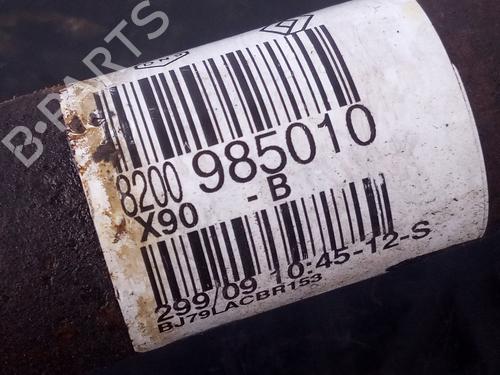 B-PARTS
8200 985010
X90 - B
299/09 10:45-12-S
BJ79LACBR153